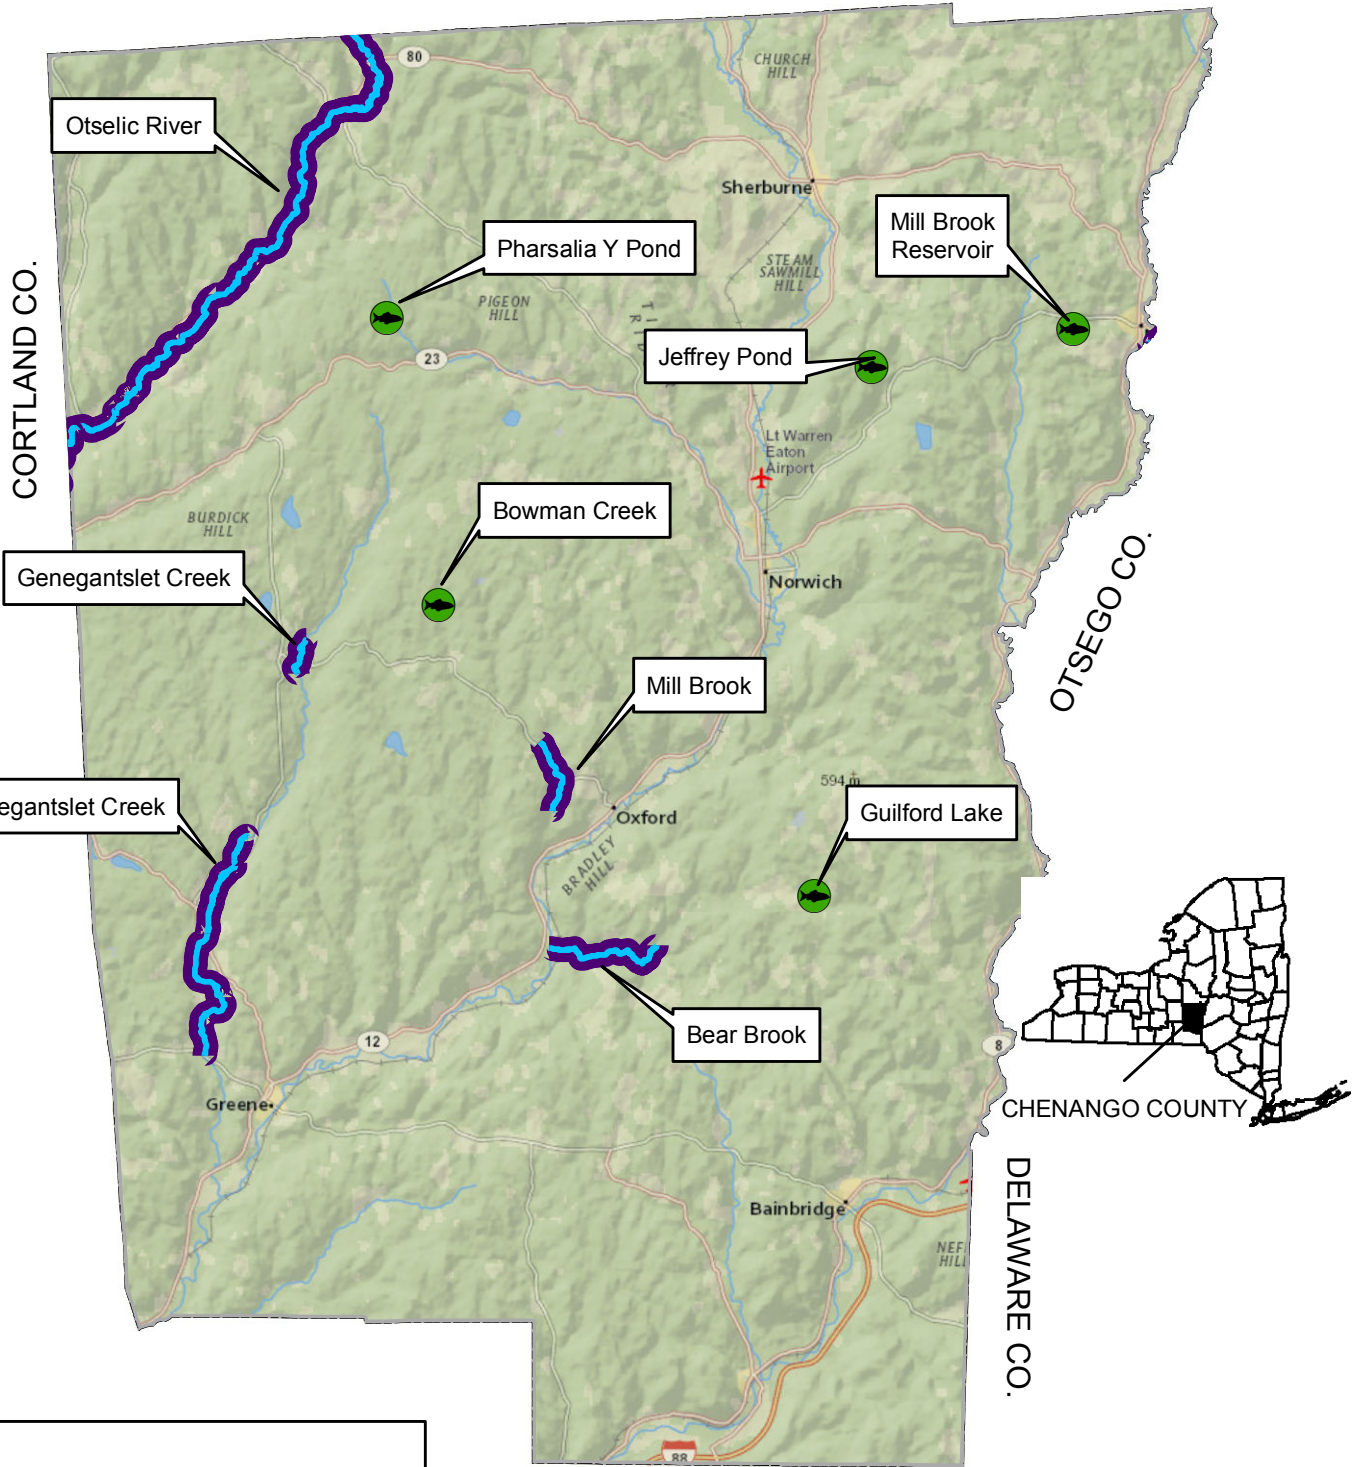 80
CHURCH
HILL
Otselic River
Sherburne
Mill Brook
Reservoir
Pharsalia Y Pond
STEAM
SAWMILL
HILL
CORTLAND CO.
PIGEON
HILL
Jeffrey Pond
23
Lt Warren
Eaton
Airport
Bowman Creek
BURDICK
HILL
Genegantslet Creek
Norwich
OTSEGO CO.
Mill Brook
594 m
egantslet Creek
Oxford
Guilford Lake
BRADLEY
HILL
Bear Brook
12
8
Greene
CHENANGO COUNTY
DELAWARE CO.
Bainbridge
NEF
HILL
88